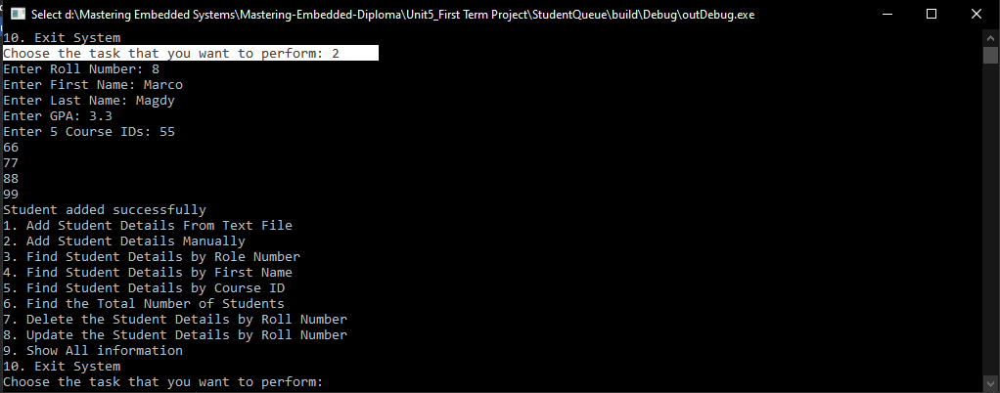 Select d:\Mastering Embedded Systems\Mastering-Embedded-Diploma\Unit5_First Term Project\StudentQueue\build\Debug\outDebug.exe
10. Exit System
Choose the task that you want to perform: 2
Enter Roll Number: 8
Enter First Name: Marco
Enter Last Name: Magdy
Enter GPA: 3.3
Enter 5 Course IDs: 55
66
77
88
99
Student added successfully
1. Add Student Details From Text File
2. Add Student Details Manually
3. Find Student Details by Role Number
4. Find Student Details by First Name
5. Find Student Details by Course ID
6. Find the Total Number of Students
7. Delete the Student Details by Roll Number
8. Update the Student Details by Roll Number
9. Show All information
10. Exit System
Choose the task that you want to perform: